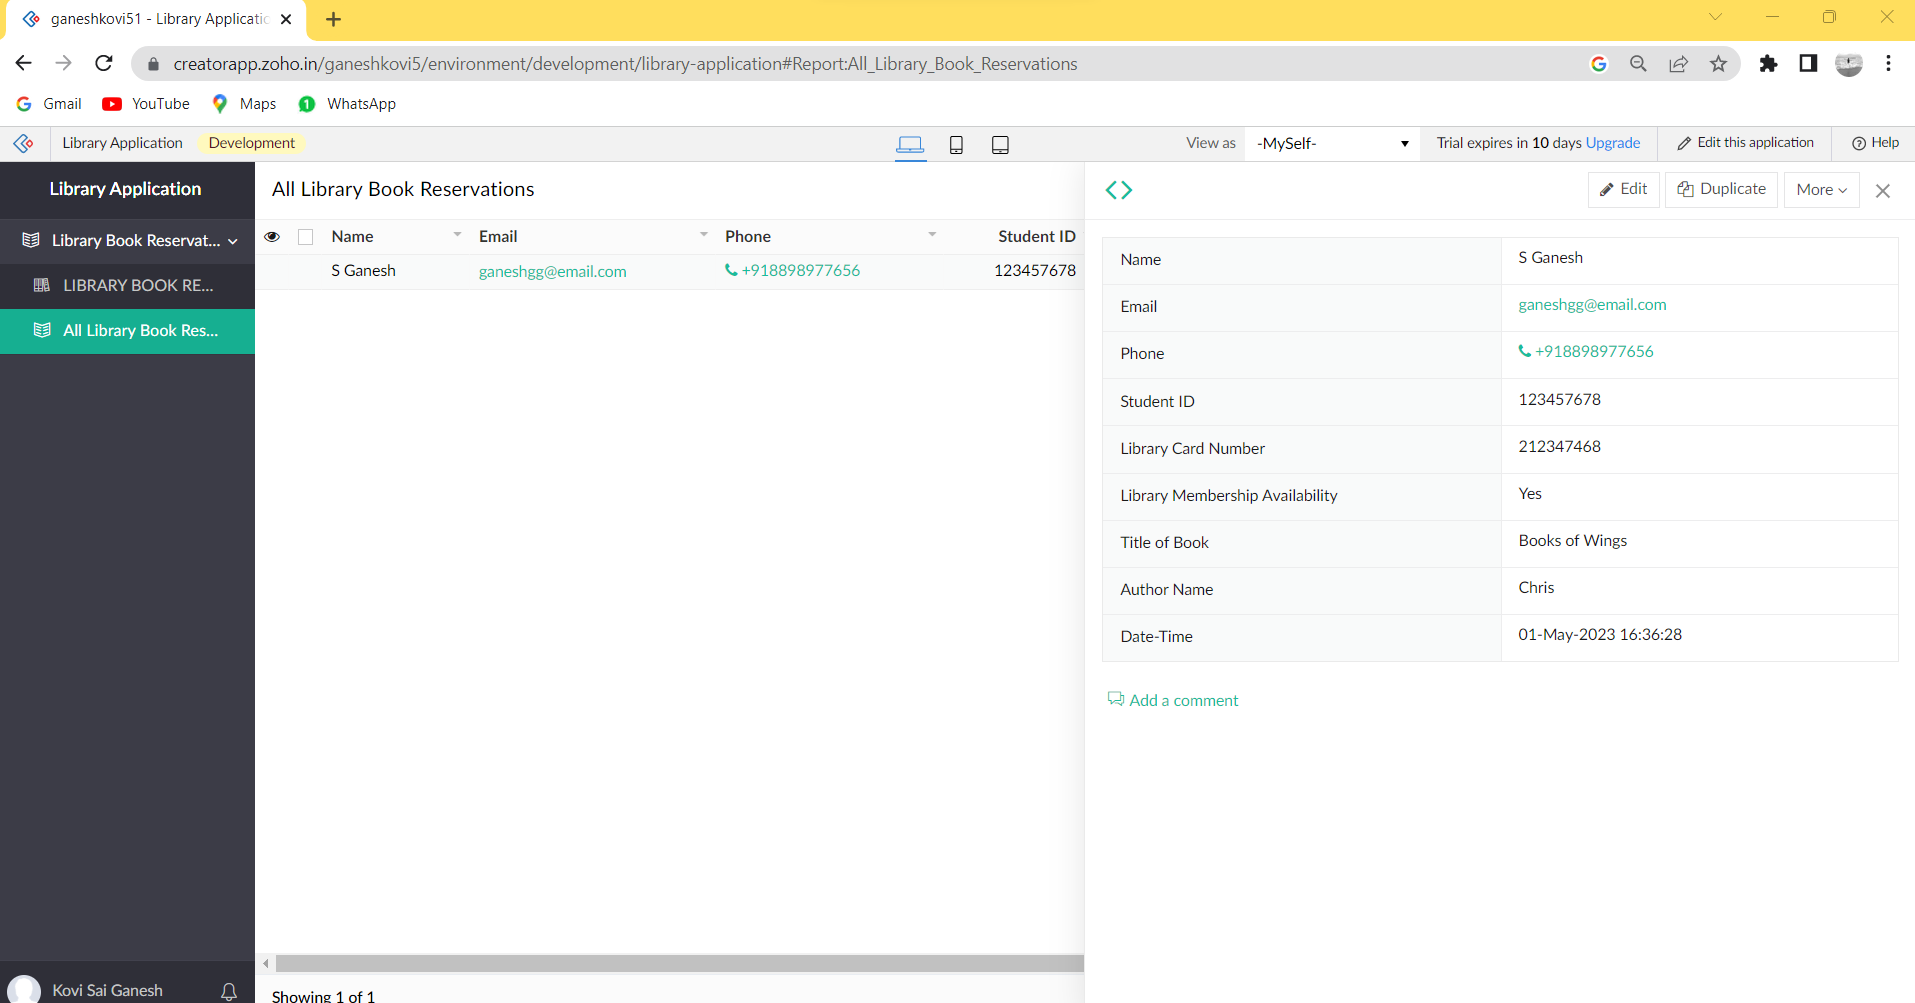 ganeshkovi51 - Library Applicatic
creatorapp.zoho.in/ganeshkovi5/environment/development/library-application#Report:All_Library_Book_Reservations
Gmail YouTube Maps 1 WhatsApp
Library Application Development View as -MySelf- Trial expires in 10 days Upgrade Edit this application Help
Library Application
Library Book Reservat...
LIBRARY BOOK RE...
All Library Book Res...
Kovi Sai Ganesh
All Library Book Reservations
Name Email Phone Student ID
S Ganesh ganeshgg@email.com +918898977656 123457678
Showing 1 of 1
Edit Duplicate More
Name S Ganesh
Email ganeshgg@email.com
Phone +918898977656
Student ID 123457678
Library Card Number 212347468
Library Membership Availability Yes
Title of Book Books of Wings
Author Name Chris
Date-Time 01-May-2023 16:36:28
Add a comment